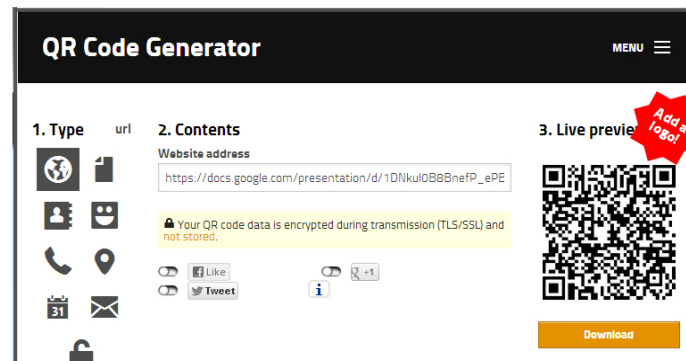 QR Code Generator
MENU
1. Type url
2. Contents
3. Live preview
Add a
logo!
Website address
https://docs.google.com/presentation/d/1DNkul0B8BnefP_ePE
Your QR code data is encrypted during transmission (TLS/SSL) and
not stored.
Like
+1
Tweet
i
31
Download